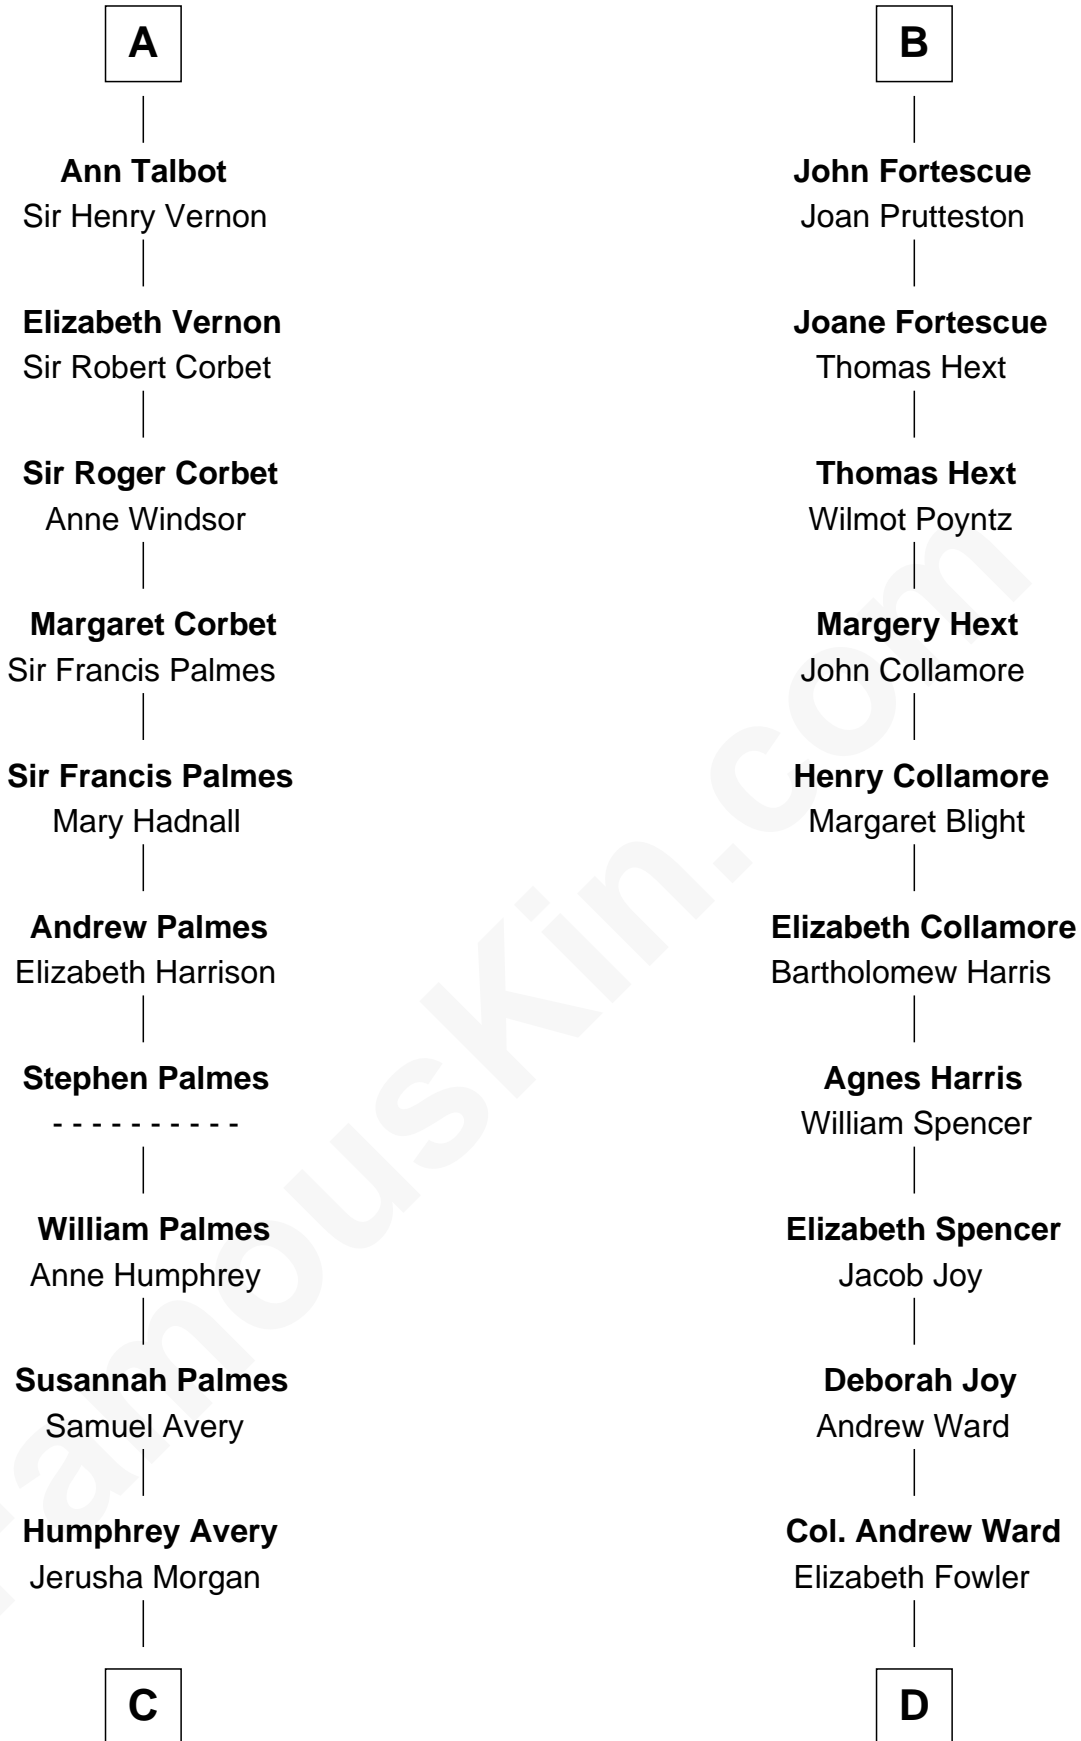 A
Ann Talbot
Sir Henry Vernon
Elizabeth Vernon
Sir Robert Corbet
Sir Roger Corbet
Anne Windsor
Margaret Corbet
Sir Francis Palmes
Sir Francis Palmes
Mary Hadnall
Andrew Palmes
Elizabeth Harrison
Stephen Palmes
- - - - - - - - - -
William Palmes
Anne Humphrey
Susannah Palmes
Samuel Avery
Humphrey Avery
Jerusha Morgan
C
B
John Fortescue
Joan Prutteston
Joane Fortescue
Thomas Hext
Thomas Hext
Wilmot Poyntz
Margery Hext
John Collamore
Henry Collamore
Margaret Blight
Elizabeth Collamore
Bartholomew Harris
Agnes Harris
William Spencer
Elizabeth Spencer
Jacob Joy
Deborah Joy
Andrew Ward
Col. Andrew Ward
Elizabeth Fowler
D
FamousKin.com